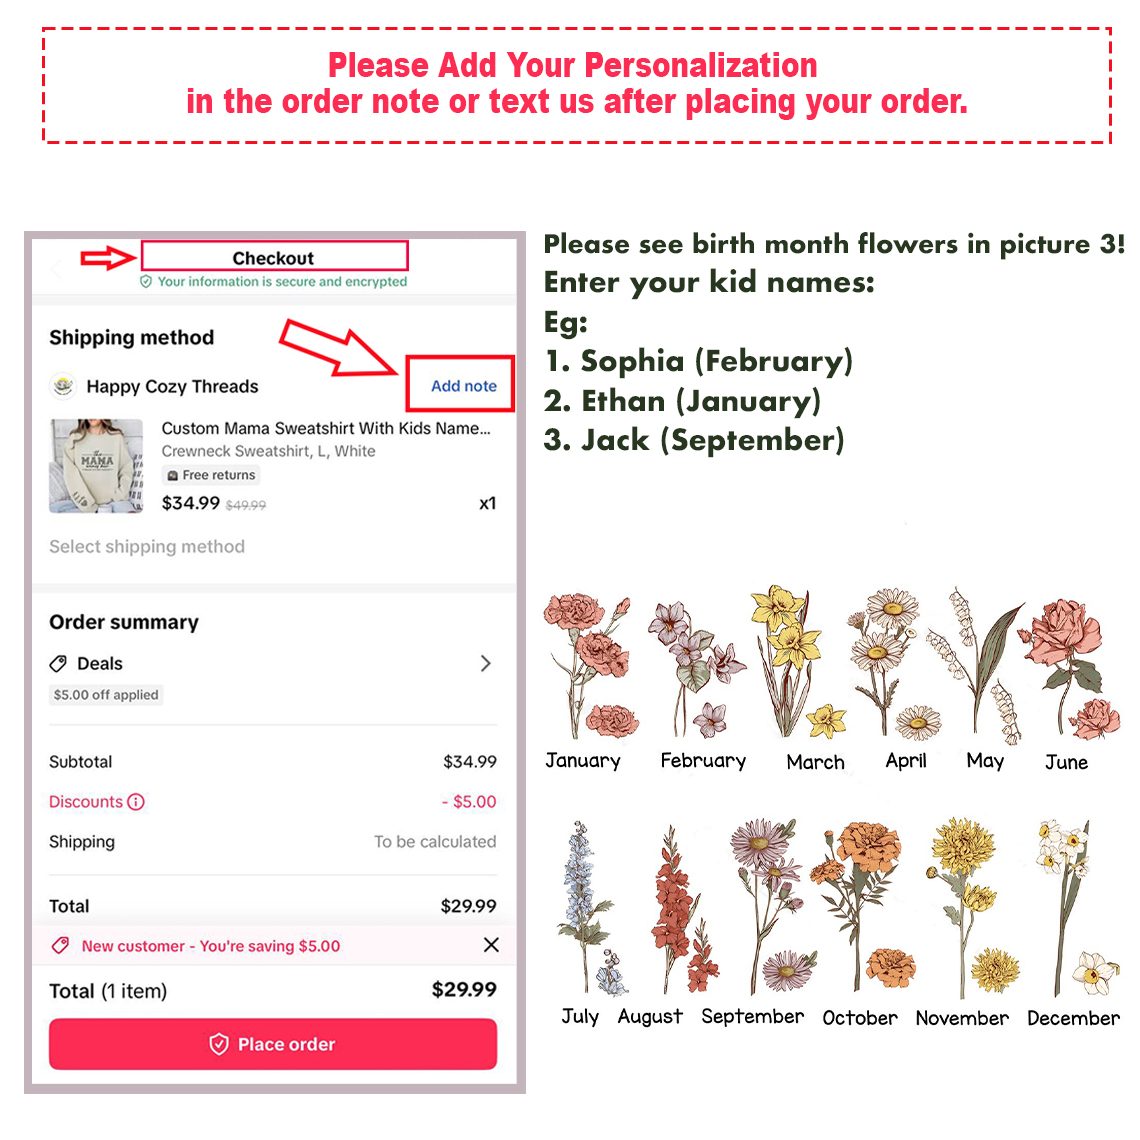 Please Add Your Personalization
in the order note or text us after placing your order.
Checkout
Your information is secure and encrypted
Shipping method
Happy Cozy Threads
Add note
Custom Mama Sweatshirt With Kids Name...
Crewneck Sweatshirt, L, White
Free returns
$34.99 $49.99
x1
MAMA
Select shipping method
Order summary
Deals
$5.00 off applied
Subtotal
$34.99
Discounts
- $5.00
Shipping
To be calculated
Total
$29.99
New customer - You're saving $5.00
Total (1 item)
$29.99
Place order
Please see birth month flowers in picture 3!
Enter your kid names:
Eg:
1. Sophia (February)
2. Ethan (January)
3. Jack (September)
January February March April May June
July August September October November December